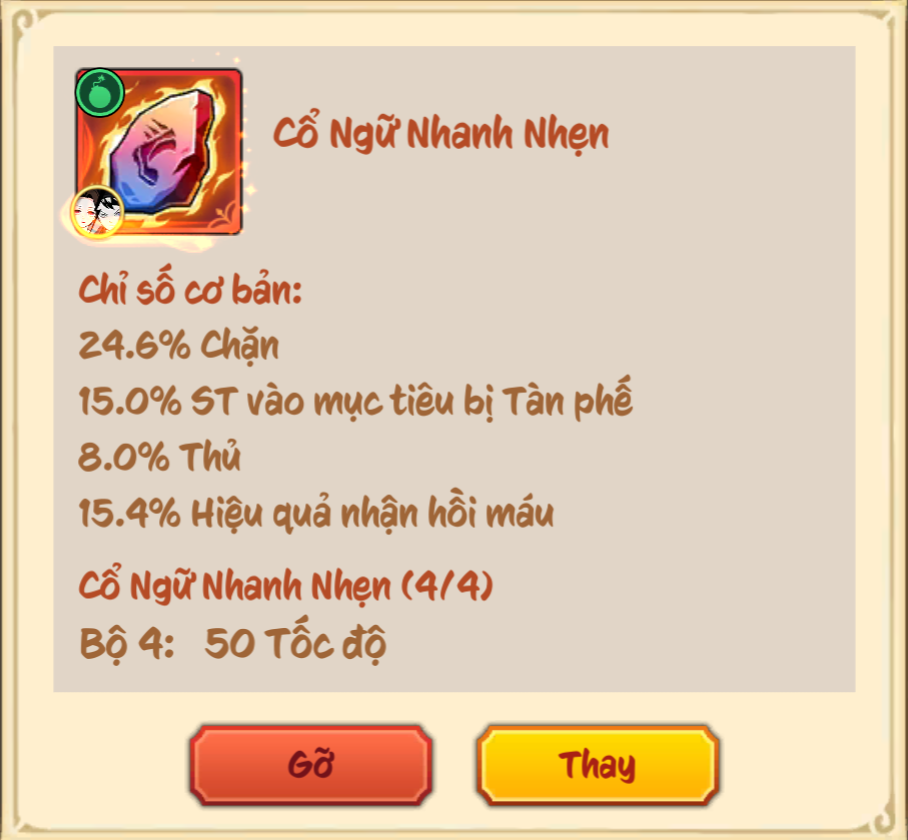 Cổ Ngữ Nhanh Nhẹn
Chỉ số cơ bản:
24.6% Chặn
15.0% ST vào mục tiêu bị Tàn phế
8.0% Thủ
15.4% Hiệu quả nhận hồi máu
Cổ Ngữ Nhanh Nhẹn (4/4)
Bộ 4: 50 Tốc độ
Gỡ
Thay